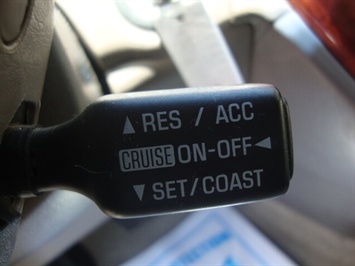 ▲ RES / ACC
CRUISE ON-OFF ◀
▼ SET/COAST